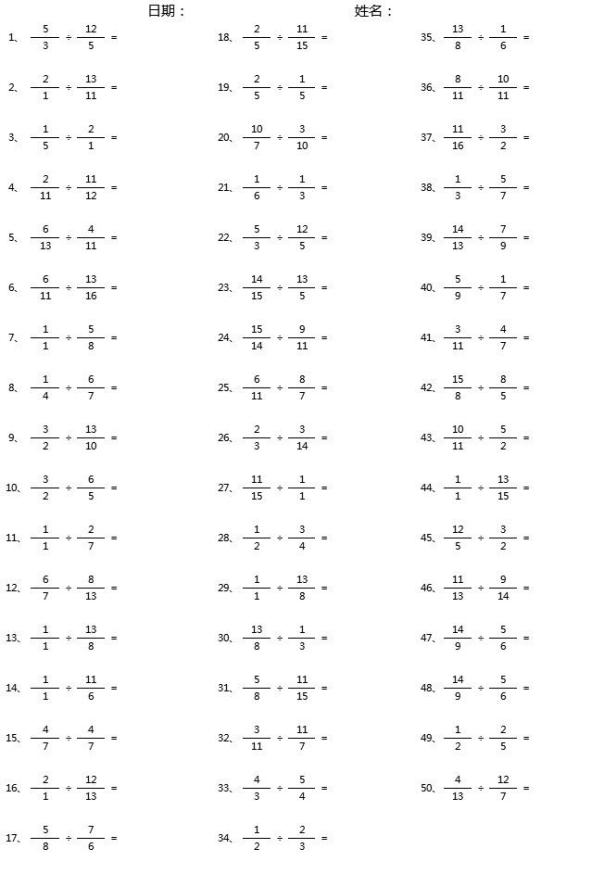 日期： 姓名：
1、 5/3 ÷ 12/5 = 18、 2/5 ÷ 11/15 = 35、 13/8 ÷ 1/6 =
2、 2/1 ÷ 13/11 = 19、 2/5 ÷ 1/5 = 36、 8/11 ÷ 10/11 =
3、 1/5 ÷ 2/1 = 20、 10/7 ÷ 3/10 = 37、 11/16 ÷ 3/2 =
4、 2/11 ÷ 11/12 = 21、 1/6 ÷ 1/3 = 38、 1/3 ÷ 5/7 =
5、 6/13 ÷ 4/11 = 22、 5/3 ÷ 12/5 = 39、 14/13 ÷ 7/9 =
6、 6/11 ÷ 13/16 = 23、 14/15 ÷ 13/5 = 40、 5/9 ÷ 1/7 =
7、 1/1 ÷ 5/8 = 24、 15/14 ÷ 9/11 = 41、 3/11 ÷ 4/7 =
8、 1/4 ÷ 6/7 = 25、 6/11 ÷ 8/7 = 42、 15/8 ÷ 8/5 =
9、 3/2 ÷ 13/10 = 26、 2/3 ÷ 3/14 = 43、 10/11 ÷ 5/2 =
10、 3/2 ÷ 6/5 = 27、 11/15 ÷ 1/1 = 44、 1/1 ÷ 13/15 =
11、 1/1 ÷ 2/7 = 28、 1/2 ÷ 3/4 = 45、 12/5 ÷ 3/2 =
12、 6/7 ÷ 8/13 = 29、 1/1 ÷ 13/8 = 46、 11/13 ÷ 9/14 =
13、 1/1 ÷ 13/8 = 30、 13/8 ÷ 1/3 = 47、 14/9 ÷ 5/6 =
14、 1/1 ÷ 11/6 = 31、 5/8 ÷ 11/15 = 48、 14/9 ÷ 5/6 =
15、 4/7 ÷ 4/7 = 32、 3/11 ÷ 11/7 = 49、 1/2 ÷ 2/5 =
16、 2/1 ÷ 12/13 = 33、 4/3 ÷ 5/4 = 50、 4/13 ÷ 12/7 =
17、 5/8 ÷ 7/6 = 34、 1/2 ÷ 2/3 =